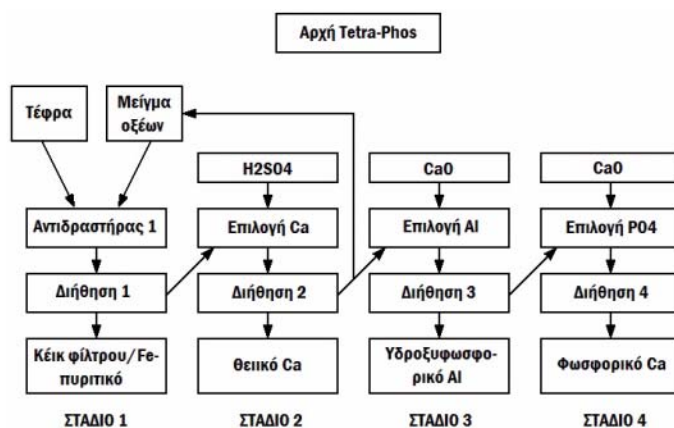 Αρχή Tetra-Phos
Τέφρα
Μείγμα
οξέων
H2SO4
CaO
CaO
Αντιδραστήρας 1
Επιλογή Ca
Επιλογή Al
Επιλογή PO4
Διήθηση 1
Διήθηση 2
Διήθηση 3
Διήθηση 4
Κέικ φίλτρου/Fe-
πυριτικό
Θειικό Ca
Υδροξυφωσφο-
ρικό Al
Φωσφορικό Ca
ΣΤΑΔΙΟ 1
ΣΤΑΔΙΟ 2
ΣΤΑΔΙΟ 3
ΣΤΑΔΙΟ 4